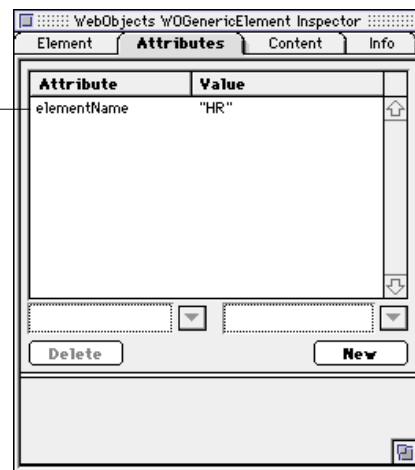 WebObjects WOGenericElement Inspector
Element Attributes Content Info
Attribute Value
elementName "HR"
Delete New